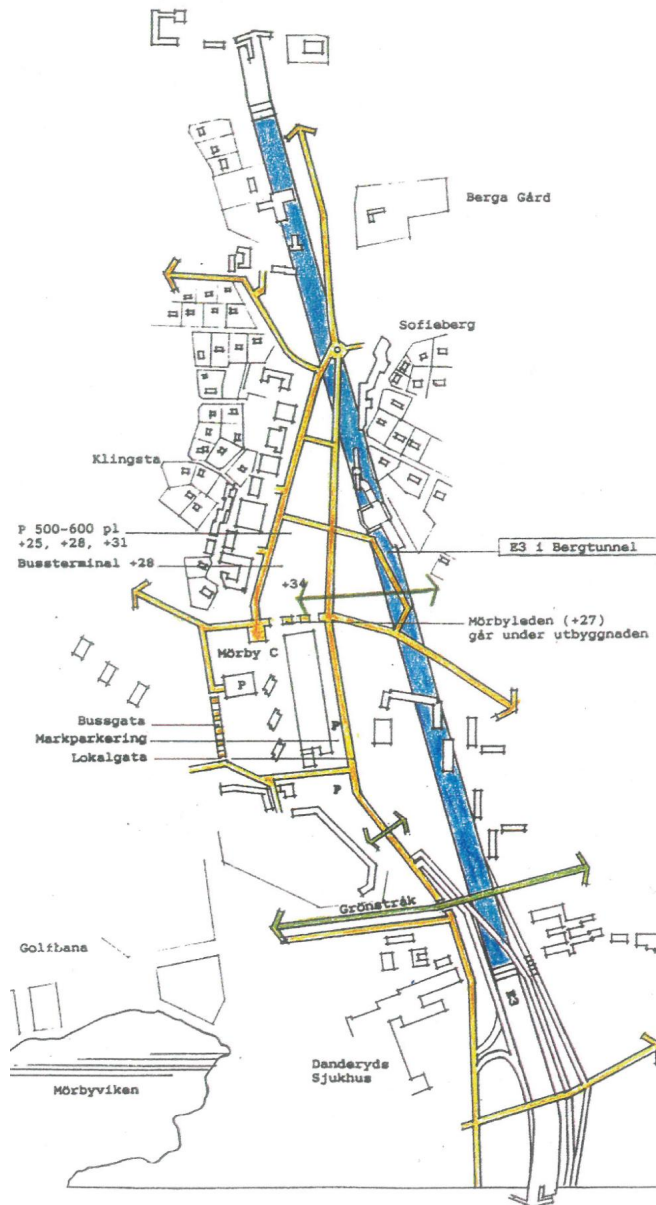 Berga Gård
Sofieberg
Klingsta
P 500-600 pl
+25, +28, +31
Bussterminal +28
E3 i Bergtunnel
+34
Mörbyleden (+27)
går under utbyggnaden
Mörby C
P
Bussgata
Markparkering
P
Lokalgata
P
Grönstråk
Golfbana
E3
Danderyds
Sjukhus
Mörbyviken